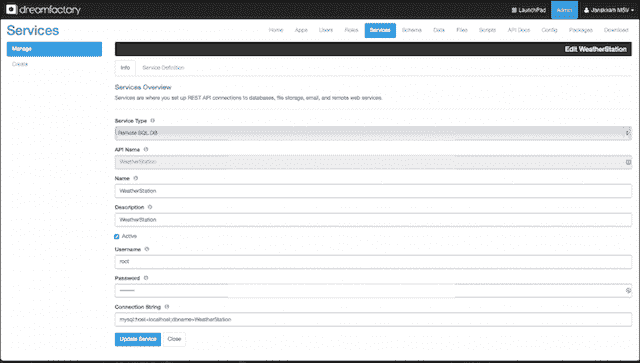 dreamfactory
LaunchPad
Admin
Janakiram MSV
Services
Home Apps Users Roles Services Schema Data Files Scripts API Docs Config Packages Download
Manage
Create
Edit WeatherStation
Info
Service Definition
Services Overview
Services are where you set up REST API connections to databases, file storage, email, and remote web services.
Service Type
Remote SQL DB
API Name
WeatherStation
Name
WeatherStation
Description
WeatherStation
Active
Username
root
Password
Connection String
mysql:host=localhost;dbname=WeatherStation
Update Service
Close